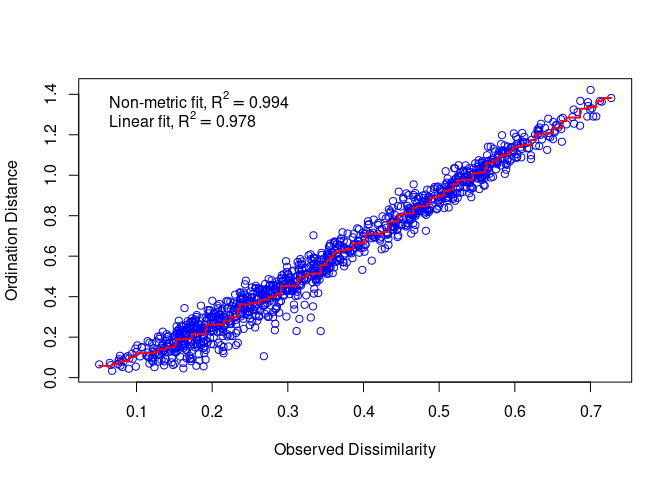 Non-metric fit, R² = 0.994
Linear fit, R² = 0.978
1.4
1.2
1.0
0.8
0.6
0.4
0.2
0.0
Ordination Distance
0.1 0.2 0.3 0.4 0.5 0.6 0.7
Observed Dissimilarity